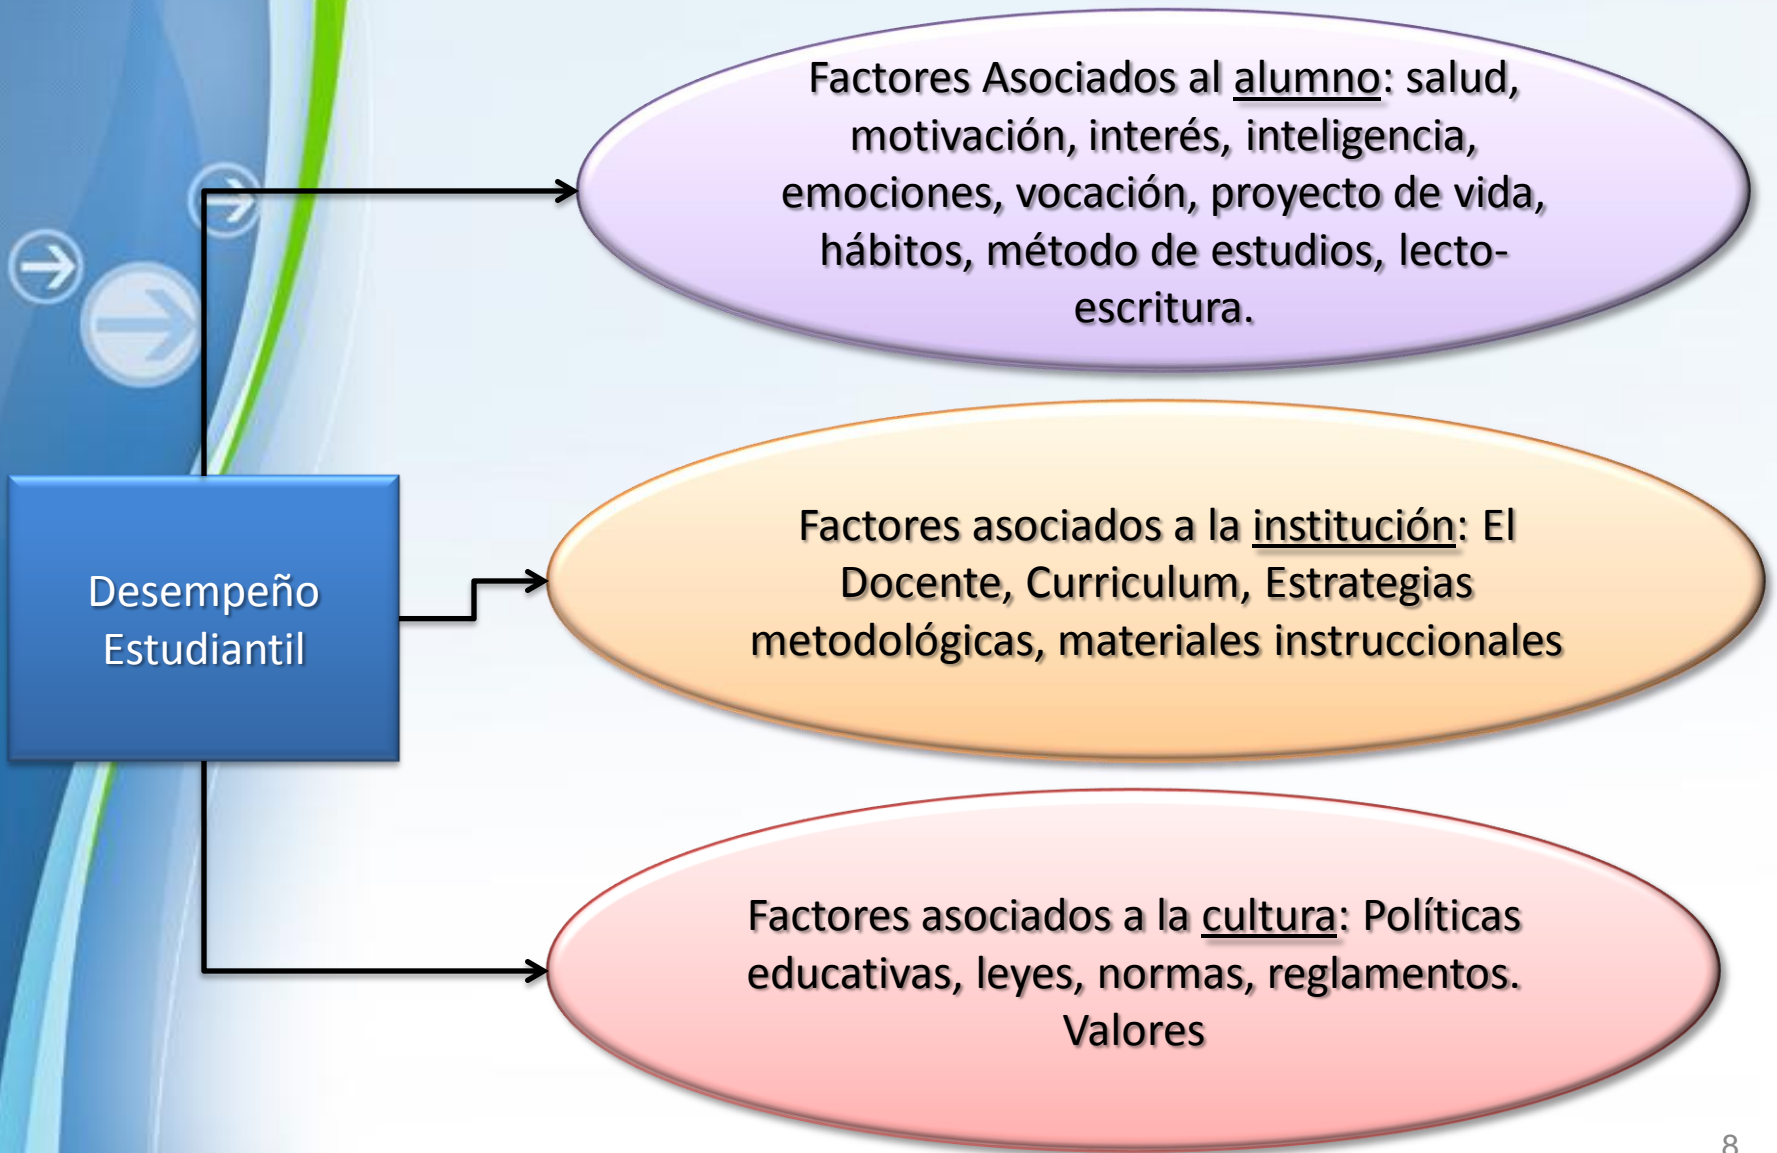 Factores Asociados al alumno: salud,
motivación, interés, inteligencia,
emociones, vocación, proyecto de vida,
hábitos, método de estudios, lecto-
escritura.
Desempeño
Estudiantil
Factores asociados a la institución: El
Docente, Curriculum, Estrategias
metodológicas, materiales instruccionales
Factores asociados a la cultura: Políticas
educativas, leyes, normas, reglamentos.
Valores
8